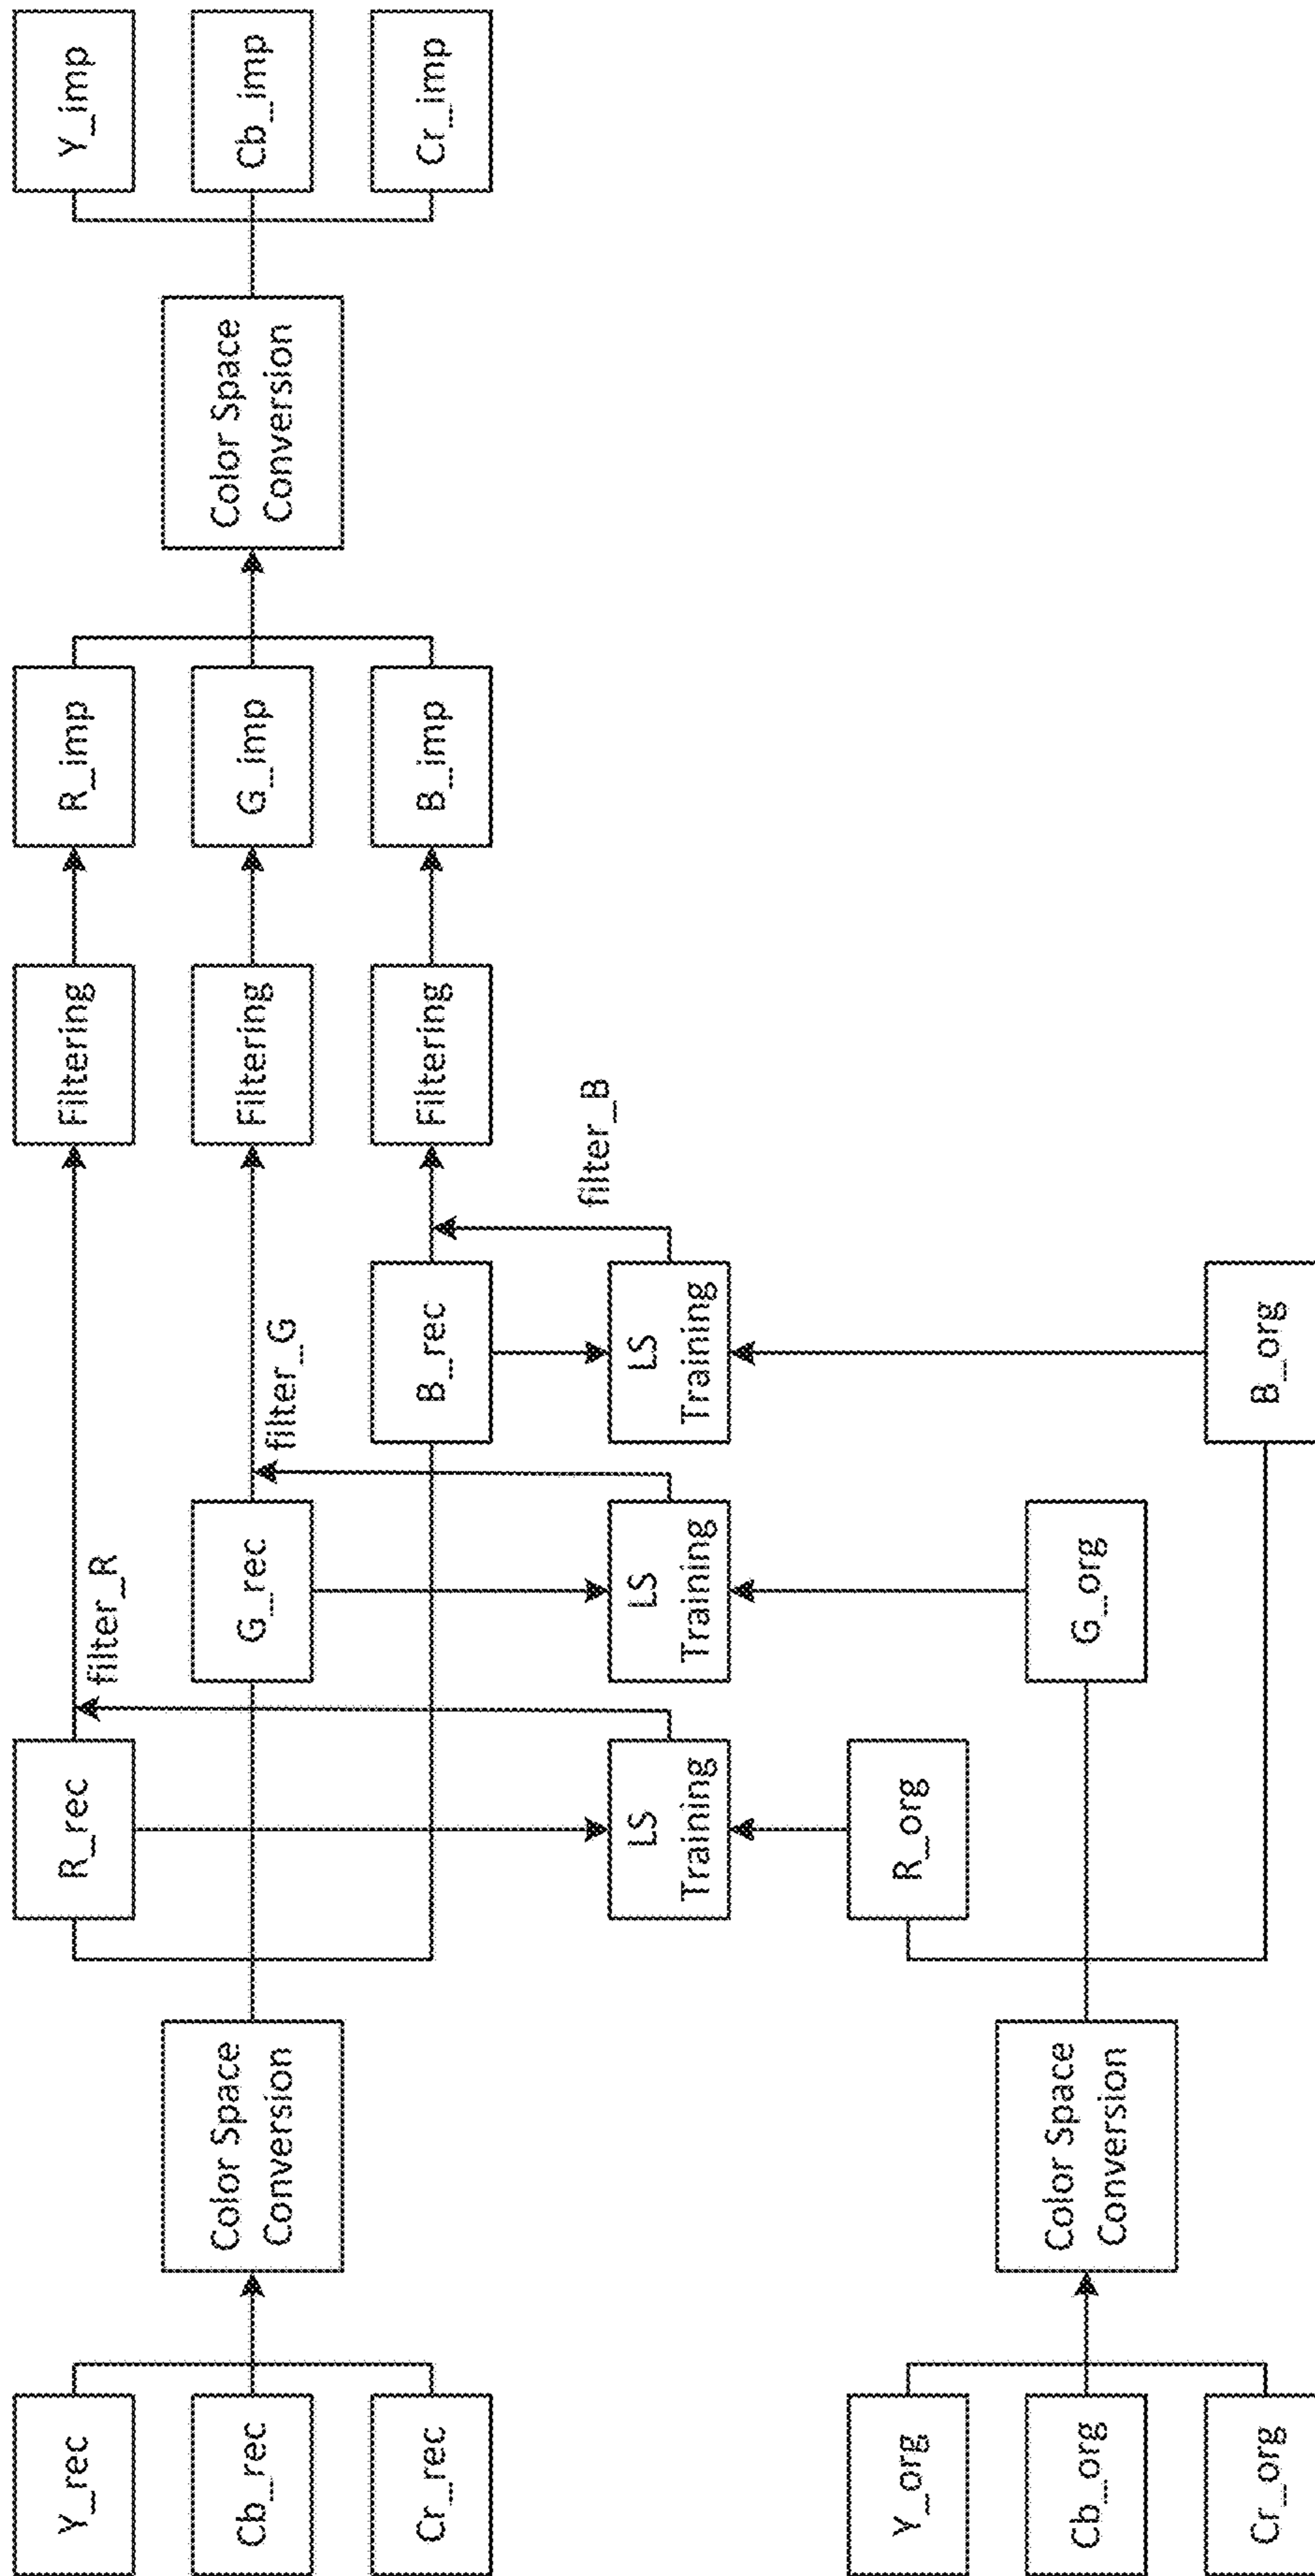 Y_rec
Cb_rec
Cr_rec
Color Space
Conversion
R_rec
G_rec
B_rec
filter_R
filter_G
filter_B
Filtering
Filtering
Filtering
R_imp
G_imp
B_imp
Color Space
Conversion
Y_imp
Cb_imp
Cr_imp
LS
Training
LS
Training
LS
Training
Y_org
Cb_org
Cr_org
Color Space
Conversion
R_org
G_org
B_org